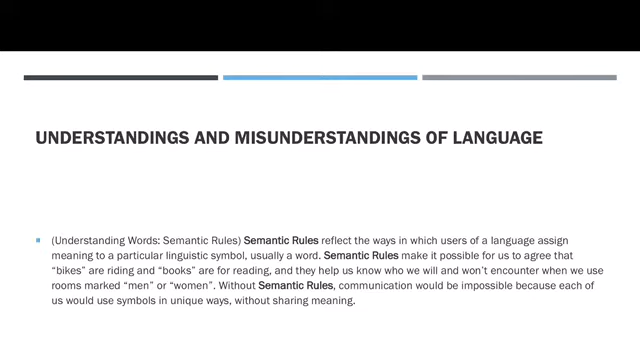 UNDERSTANDINGS AND MISUNDERSTANDINGS OF LANGUAGE
(Understanding Words: Semantic Rules) Semantic Rules reflect the ways in which users of a language assign
meaning to a particular linguistic symbol, usually a word. Semantic Rules make it possible for us to agree that
“bikes” are riding and “books” are for reading, and they help us know who we will and won’t encounter when we use
rooms marked “men” or “women”. Without Semantic Rules, communication would be impossible because each of
us would use symbols in unique ways, without sharing meaning.